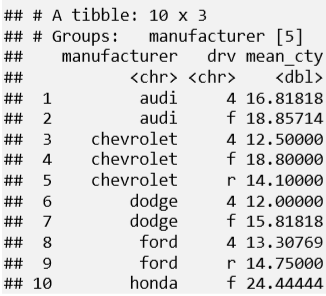 ## # A tibble: 10 x 3
## # Groups:   manufacturer [5]
##    manufacturer   drv mean_cty
##           <chr> <chr>    <dbl>
##  1         audi     4 16.81818
##  2         audi     f 18.85714
##  3    chevrolet     4 12.50000
##  4    chevrolet     f 18.80000
##  5    chevrolet     r 14.10000
##  6        dodge     4 12.00000
##  7        dodge     f 15.81818
##  8         ford     4 13.30769
##  9         ford     r 14.75000
## 10        honda     f 24.44444